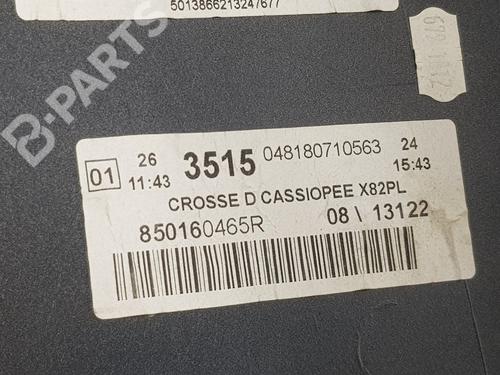 5013866213247677
B-PARTS
01 26 11:43 3515 048180710563 24 15:43
CROSSE D CASSIOPEE X82PL
850160465R 08 \ 13122